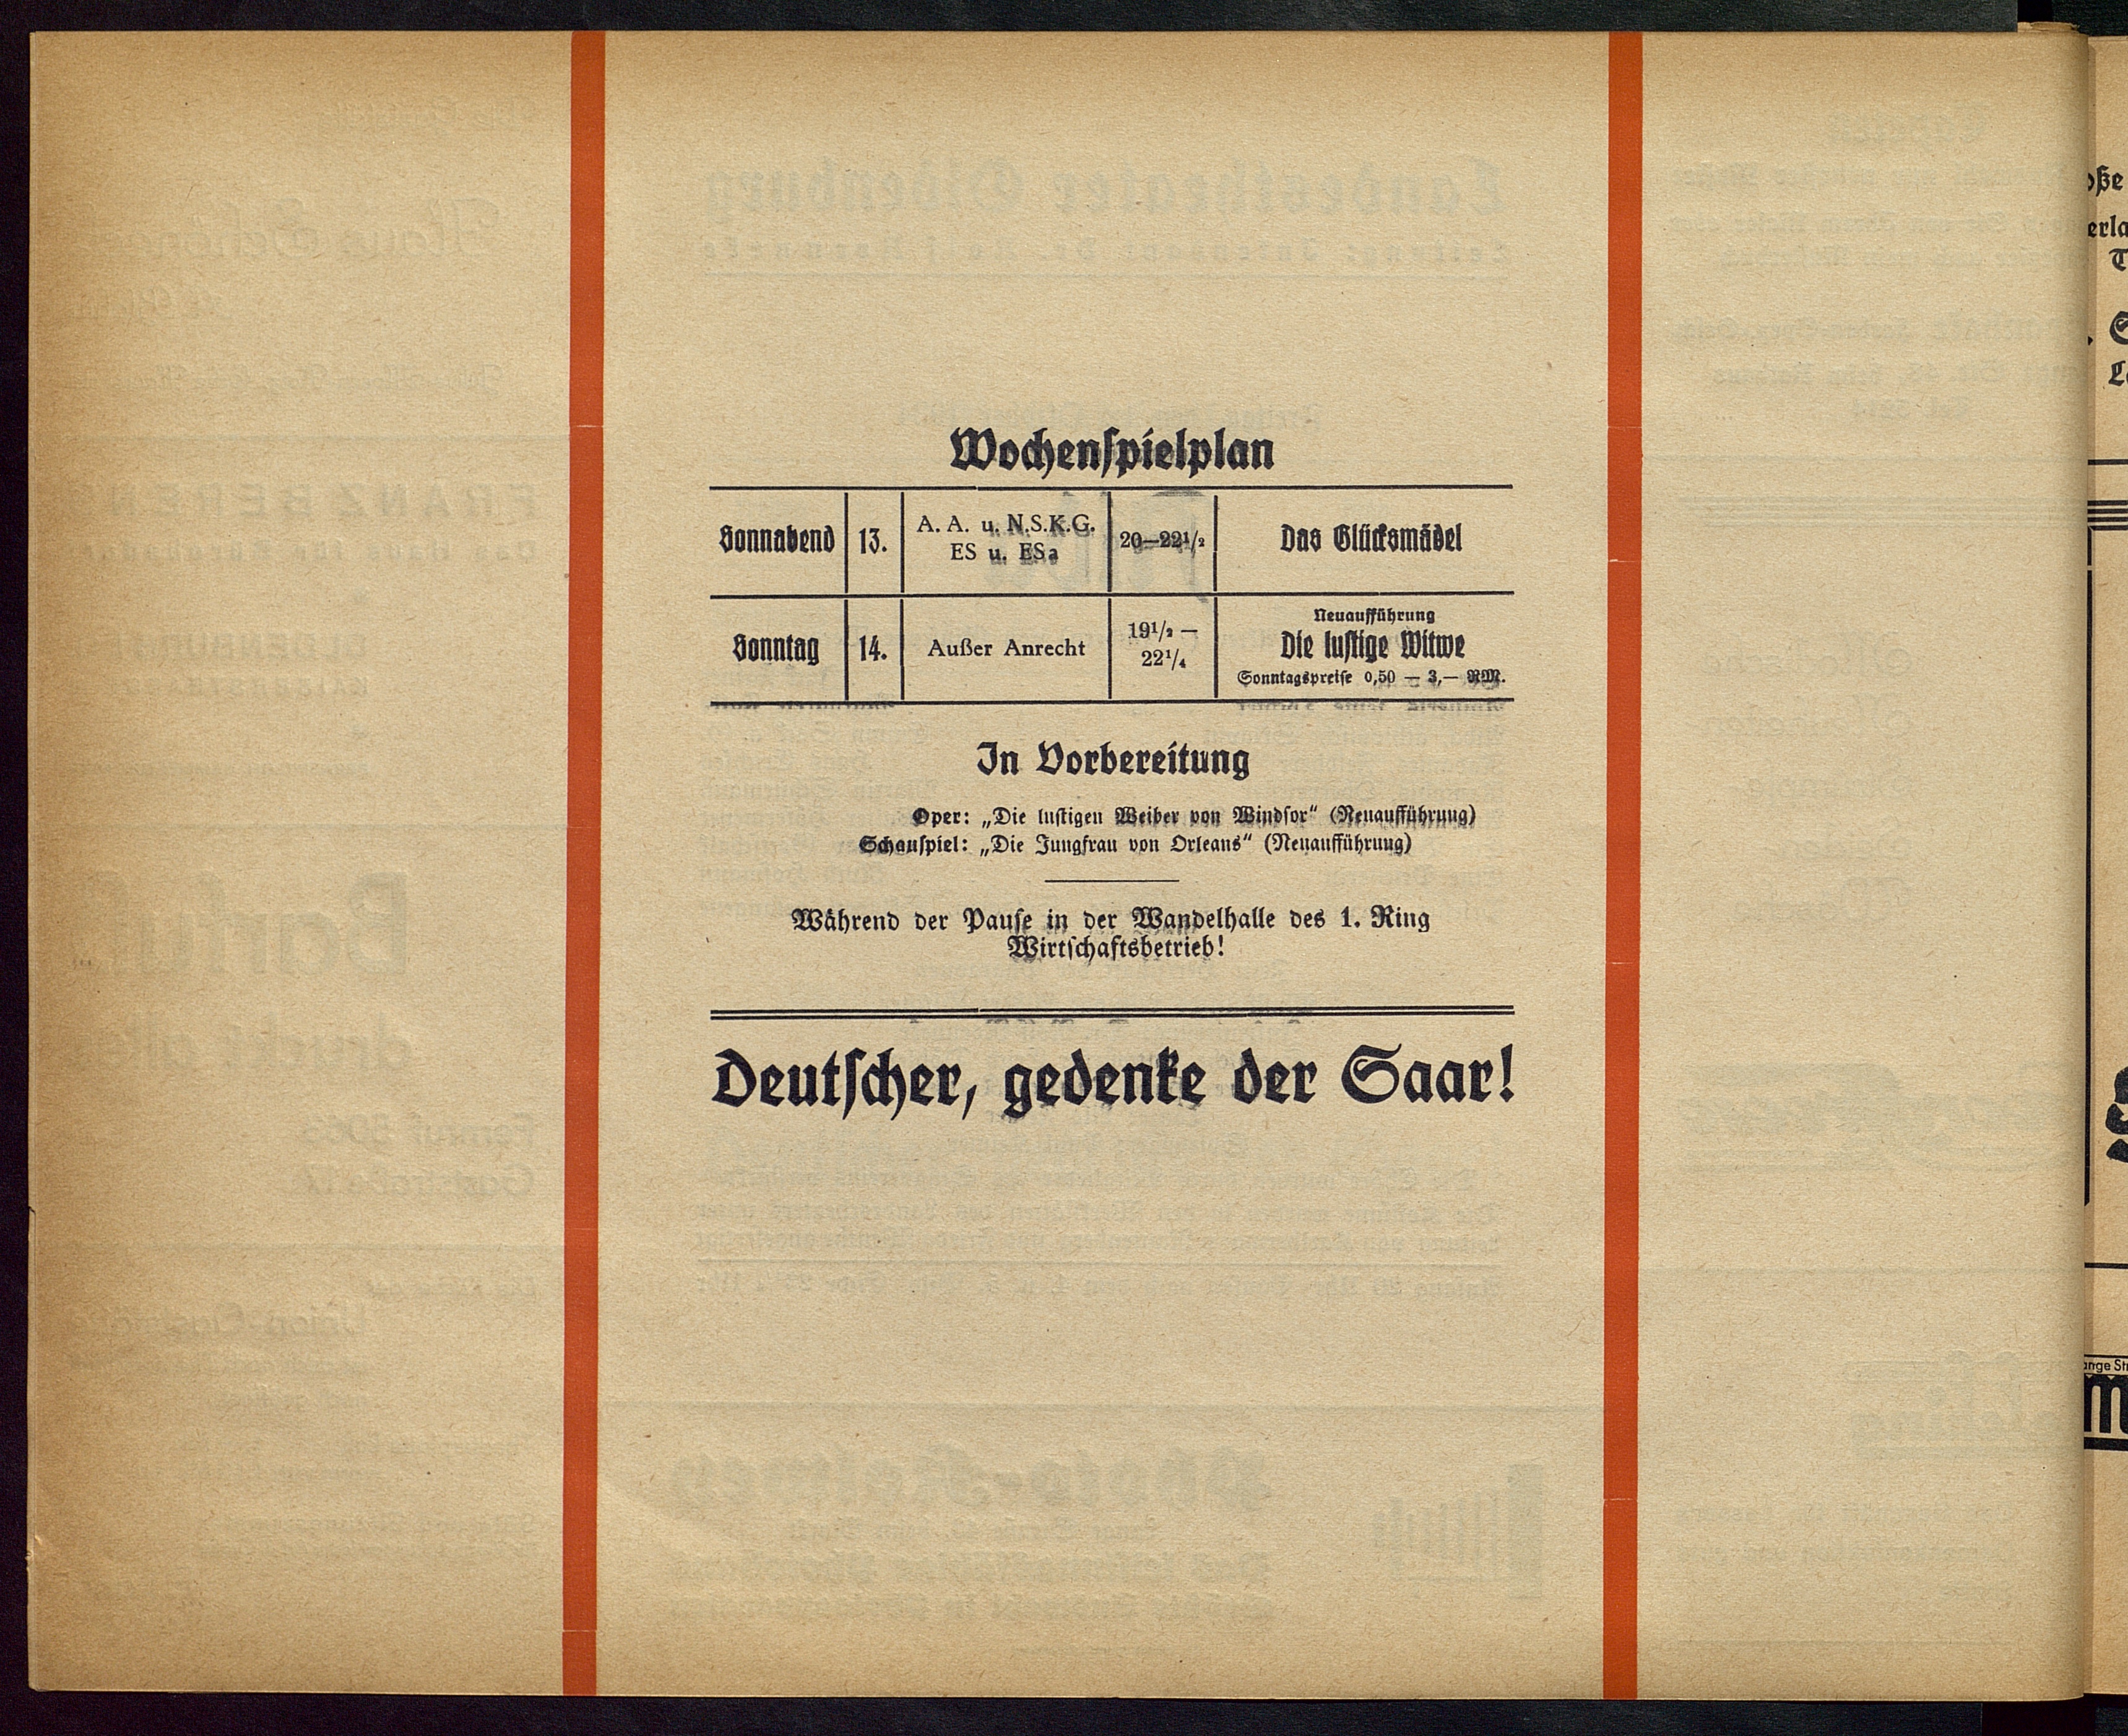 Wochenspielplan
Sonnabend 13. A. A. u. N.S.K.G. ES u. ESa 20—22½ Das Glücksmädel
Sonntag 14. Außer Anrecht 19½ — 22¼ Neuaufführung Die lustige Witwe Sonntagspreise 0,50 — 3,— RM.
In Vorbereitung
Oper: „Die lustigen Weiber von Windsor“ (Neuaufführung)
Schauspiel: „Die Jungfrau von Orleans“ (Neuaufführung)
Während der Pause in der Wandelhalle des 1. Ring
Wirtschaftsbetrieb!
Deutscher, gedenke der Saar!